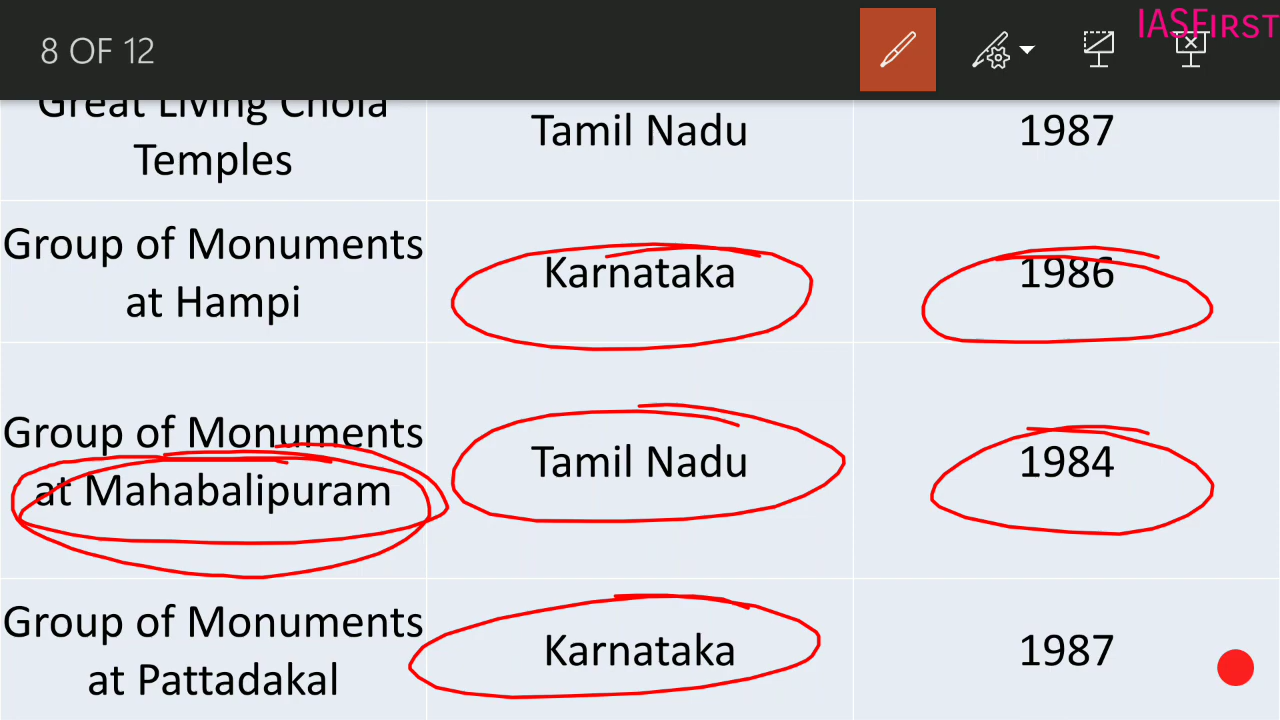 8 OF 12
IASFIRST
Great Living Chola
Temples
Tamil Nadu
1987
Group of Monuments
at Hampi
Karnataka
1986
Group of Monuments
at Mahabalipuram
Tamil Nadu
1984
Group of Monuments
at Pattadakal
Karnataka
1987